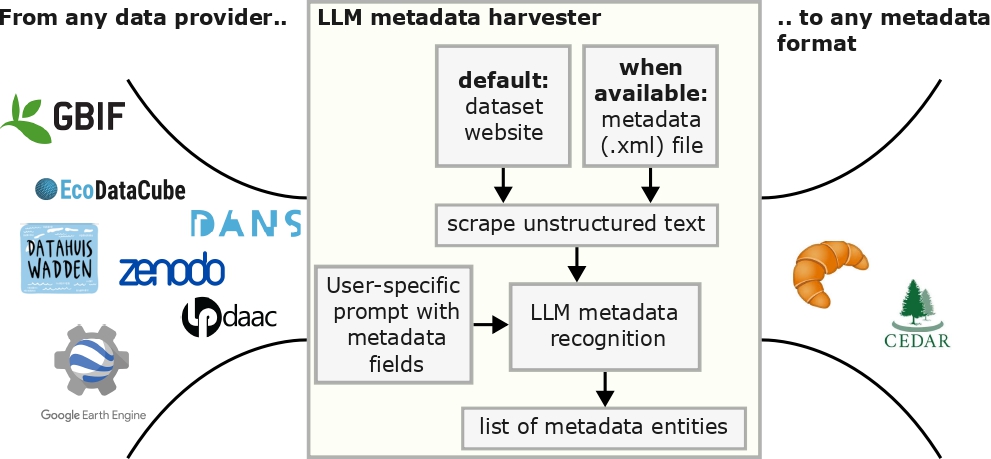 From any data provider..
GBIF
EcoDataCube
DANS
DATAHUIS
WADDEN
zenodo
lpdaac
Google Earth Engine
LLM metadata harvester
default:
dataset
website
when
available:
metadata
(.xml) file
scrape unstructured text
User-specific
prompt with
metadata
fields
LLM metadata
recognition
list of metadata entities
.. to any metadata
format
CEDAR